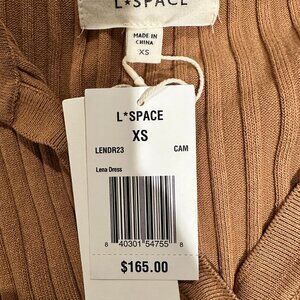 L*SPACE
MADE IN
CHINA
XS
L*SPACE
XS
LENDR23 CAM
Lena Dress
8 40301 54755 8
$165.00